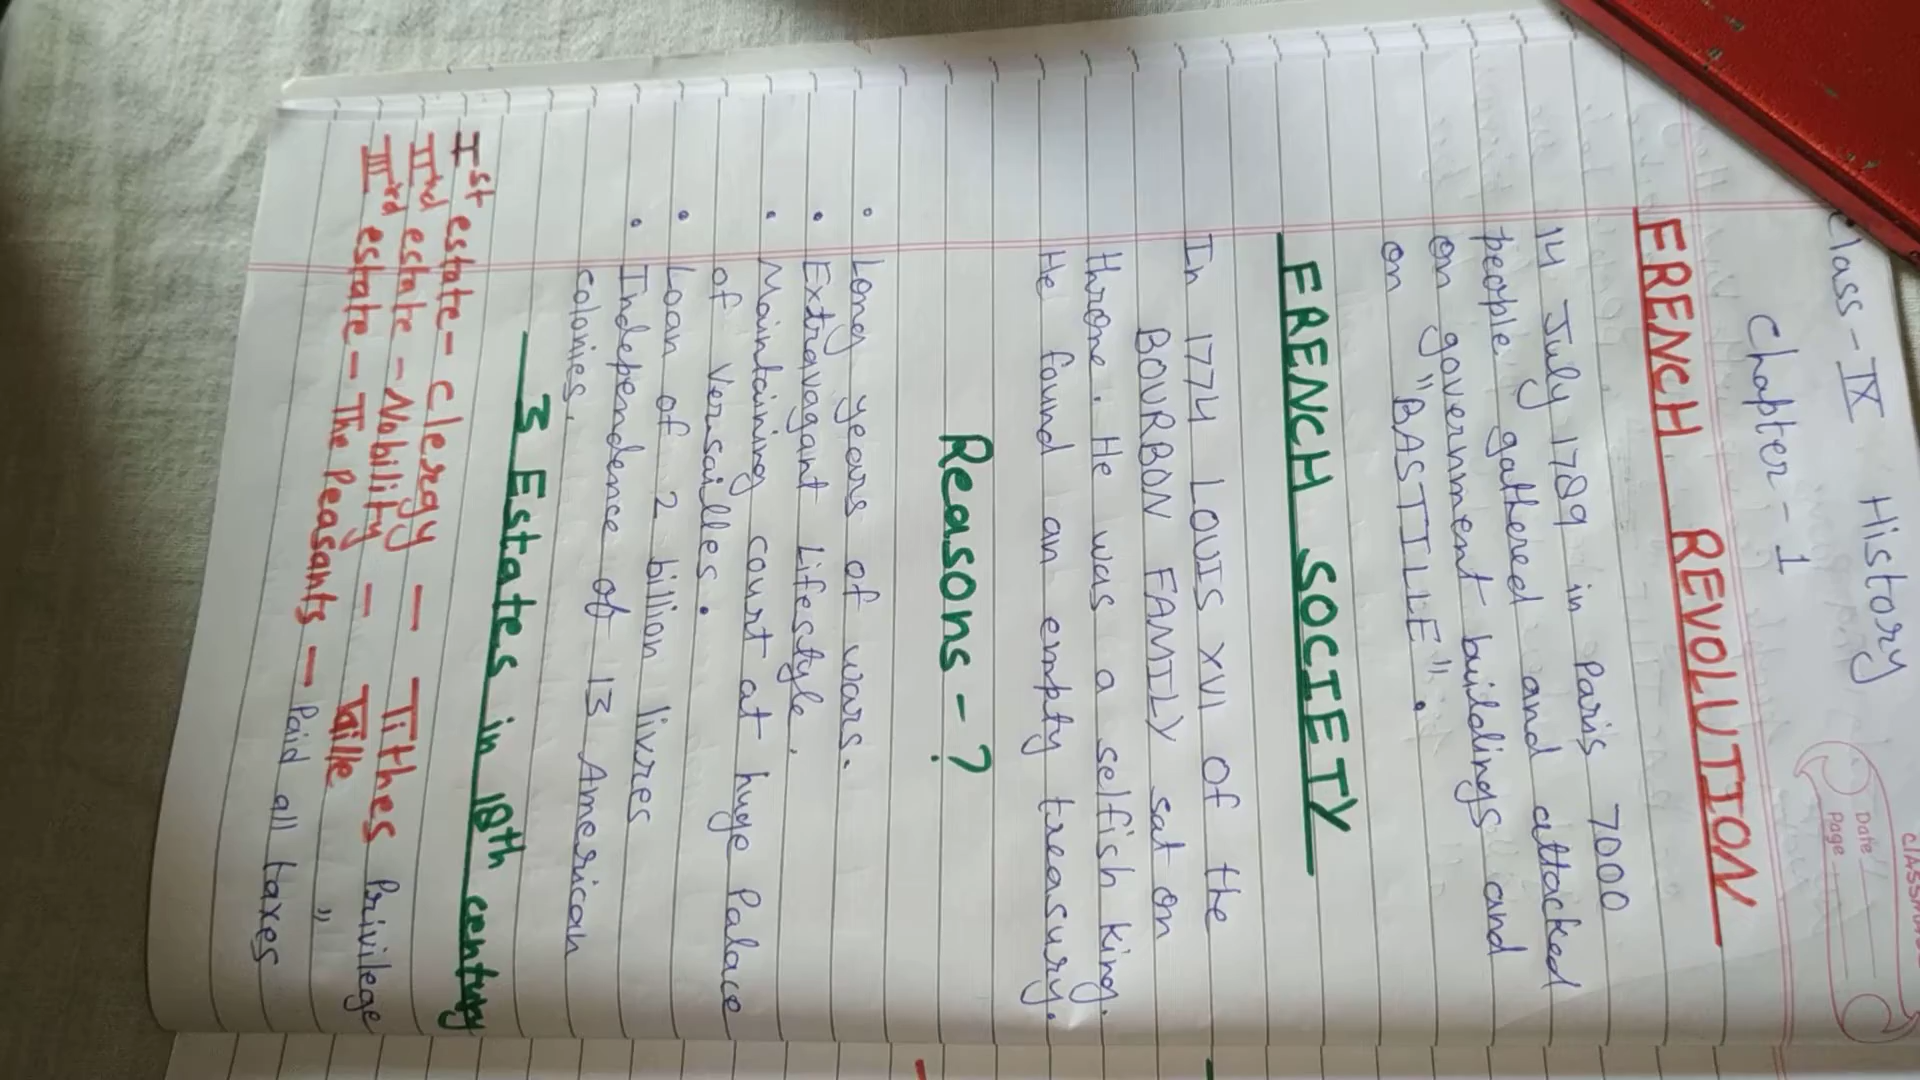 Class - IX History
Chapter - 1
Date
Page
FRENCH REVOLUTION
14 July 1789 in Paris 7000
people gathered and attacked
on government buildings and
on "BASTILLE".
FRENCH SOCIETY
In 1774 LOUIS XVI of the
BOURBON FAMILY sat on
throne. He was a selfish king.
He found an empty treasury.
Reasons - ?
• Long years of wars.
• Extravagant Lifestyle.
• Maintaining court at huge Palace
of Versailles.
• Loan of 2 billion livres
• Independence of 13 American
colonies.
3 Estates in 18th century
Ist estate - Clergy - Tithes Privilege
IInd estate - Nobility - Taille "
IIIrd estate - The Peasants - Paid all taxes